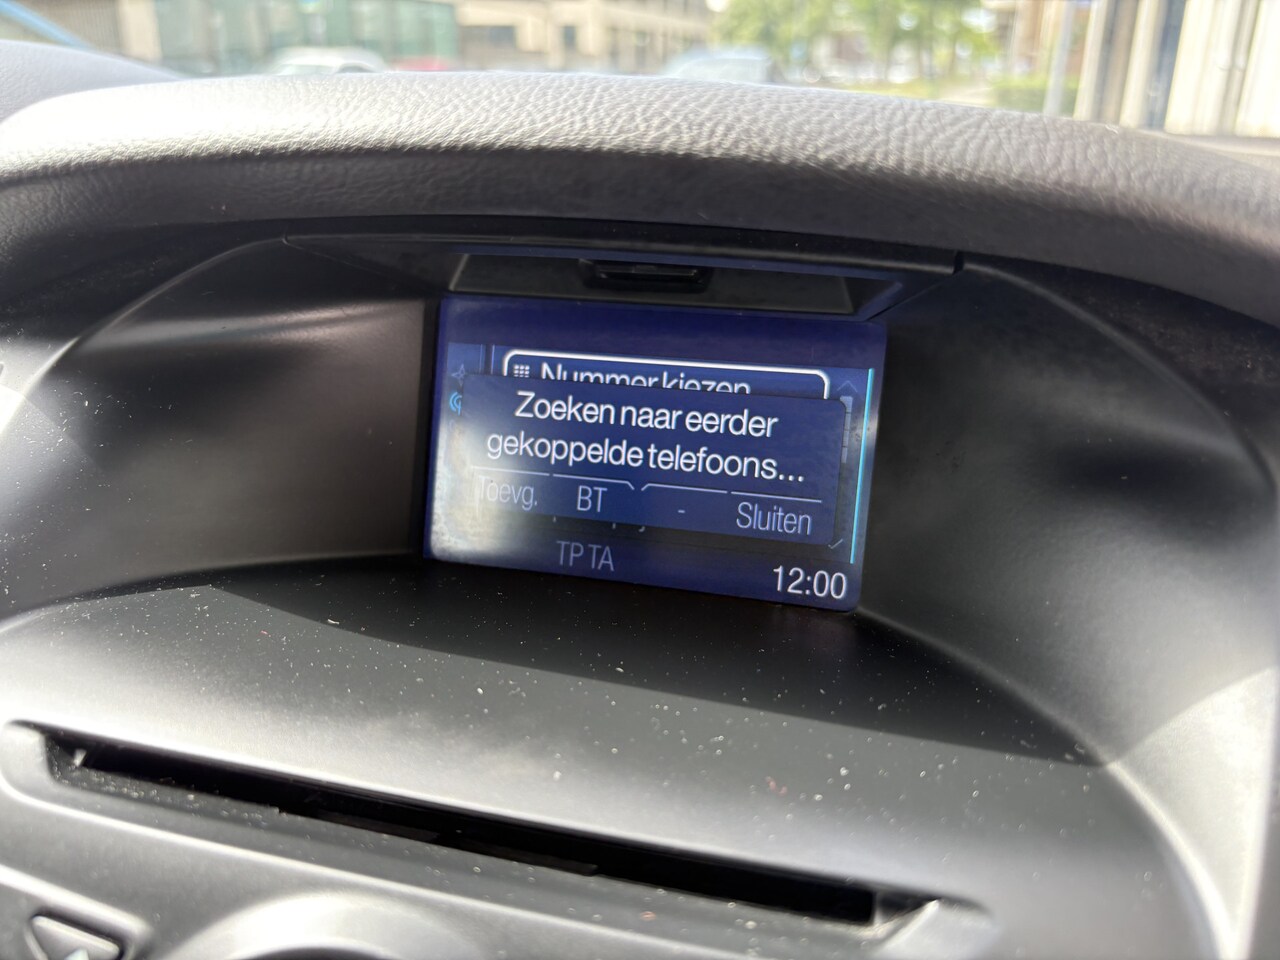 Nummer kiezen
Zoeken naar eerder
gekoppelde telefoons...
Toevg. BT - Sluiten
TP TA
12:00